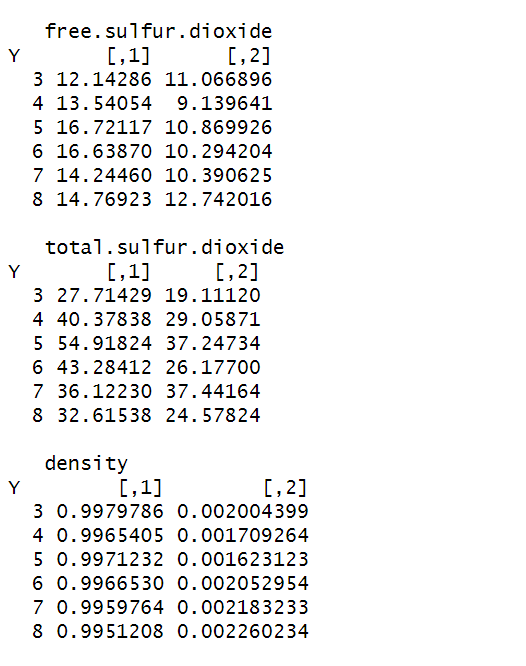 free.sulfur.dioxide
Y [,1] [,2]
3 12.14286 11.066896
4 13.54054 9.139641
5 16.72117 10.869926
6 16.63870 10.294204
7 14.24460 10.390625
8 14.76923 12.742016
total.sulfur.dioxide
Y [,1] [,2]
3 27.71429 19.11120
4 40.37838 29.05871
5 54.91824 37.24734
6 43.28412 26.17700
7 36.12230 37.44164
8 32.61538 24.57824
density
Y [,1] [,2]
3 0.9979786 0.002004399
4 0.9965405 0.001709264
5 0.9971232 0.001623123
6 0.9966530 0.002052954
7 0.9959764 0.002183233
8 0.9951208 0.002260234